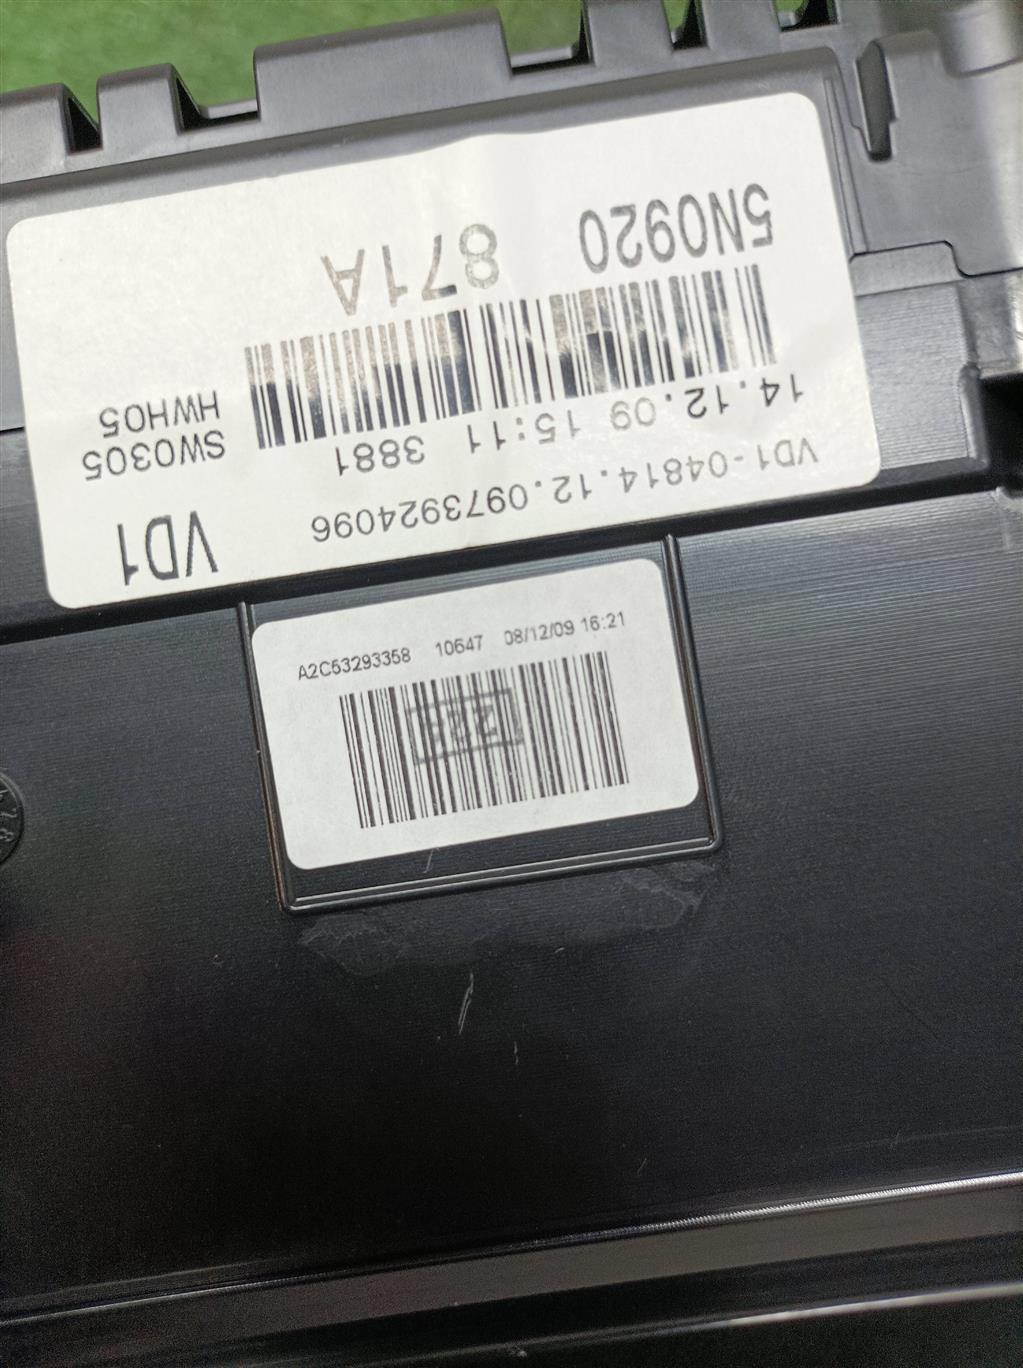 5N0920
871A
14.12.09 15:11 3881
HWH05
SW0305
VD1-04814.12.0973924096
VD1
A2C53293358 10647 08/12/09 16:21